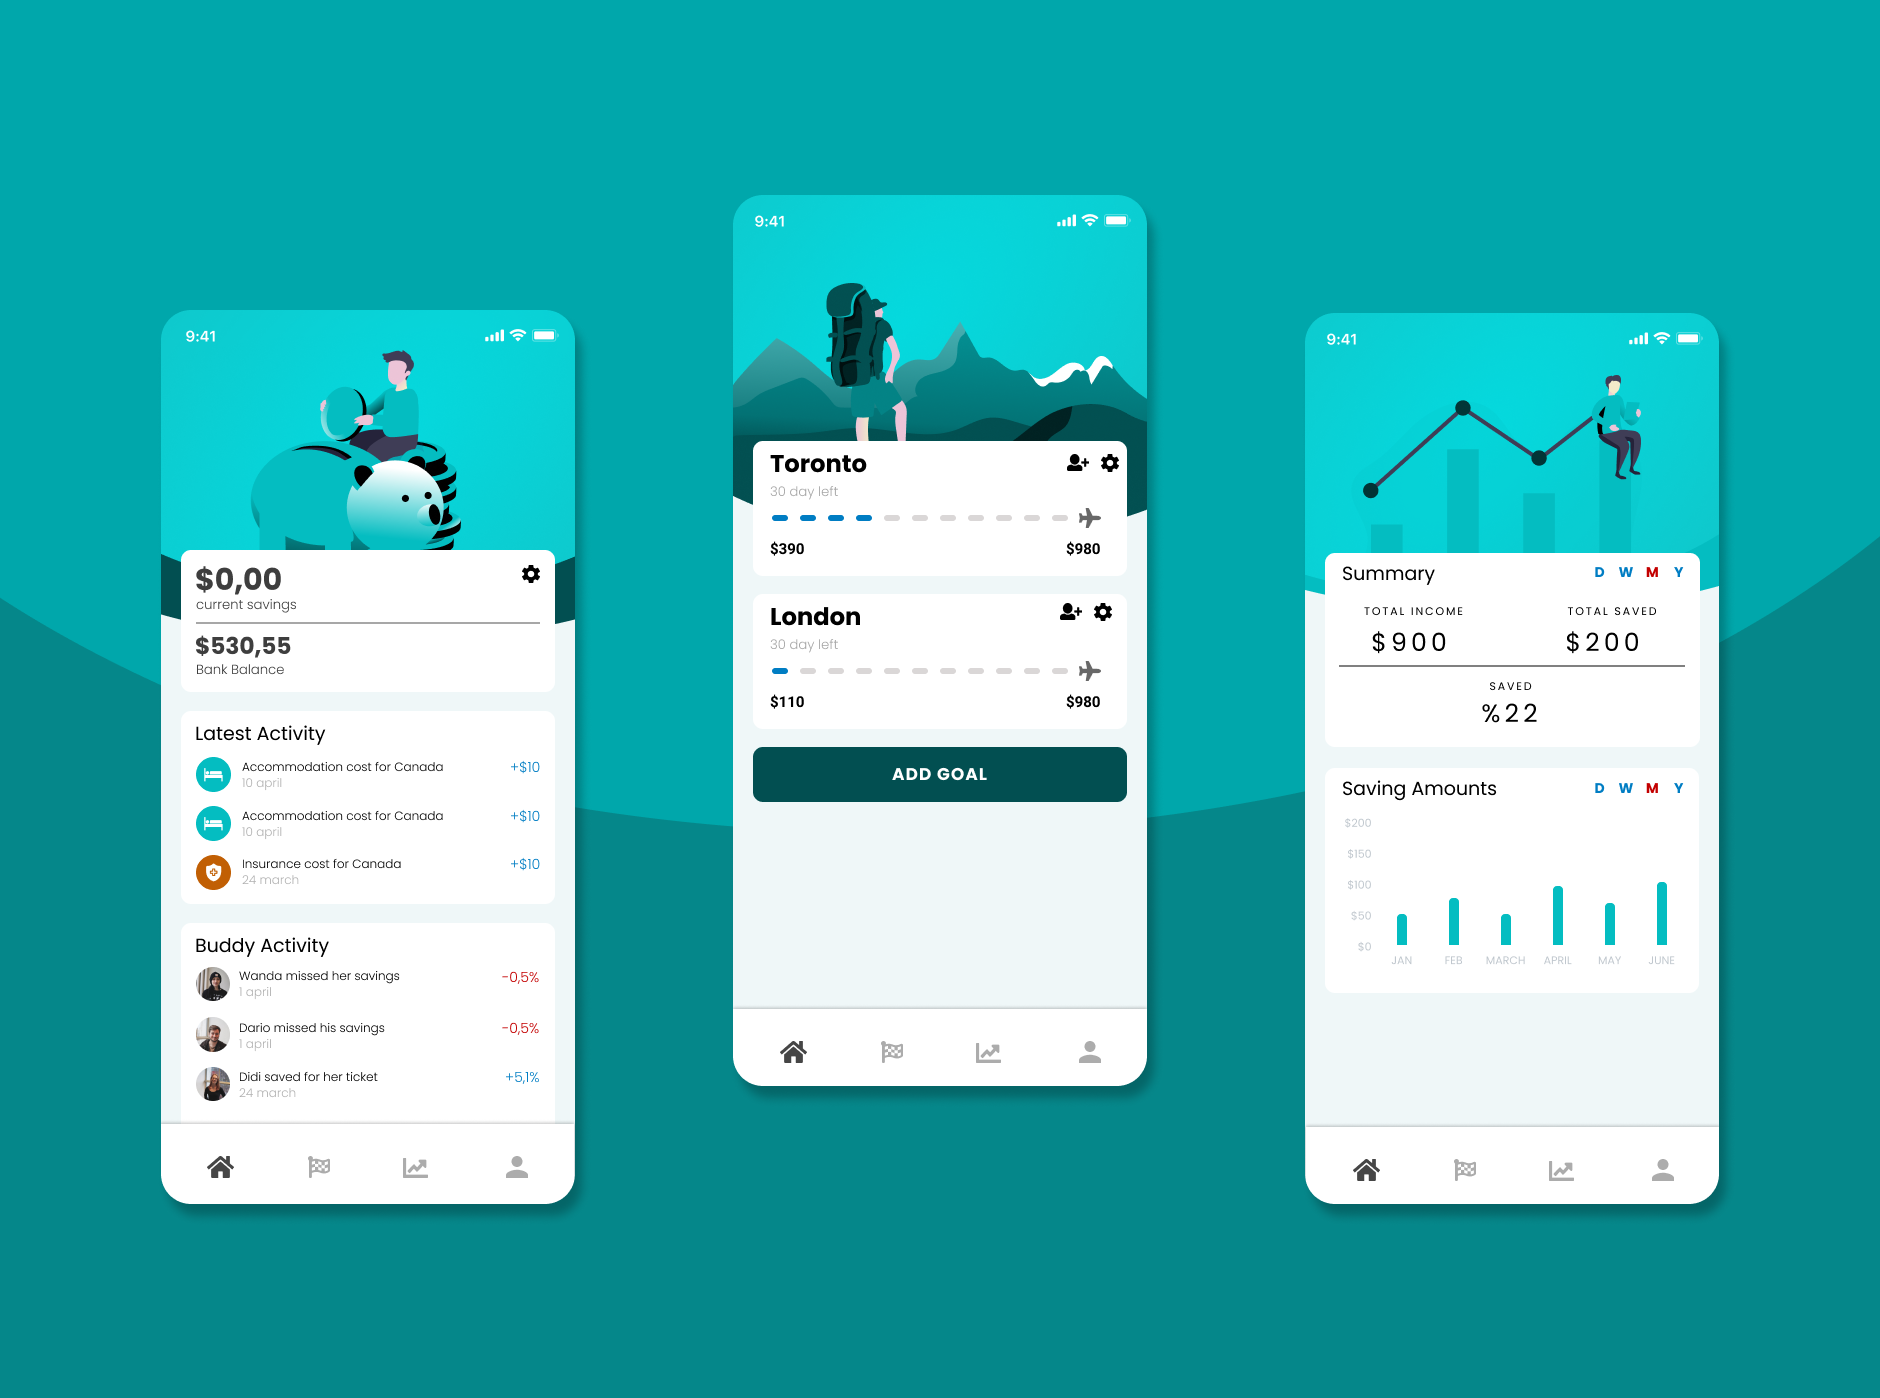 9:41
$0,00
current savings
$530,55
Bank Balance
Latest Activity
Accommodation cost for Canada +$10
10 april
Accommodation cost for Canada +$10
10 april
Insurance cost for Canada +$10
24 march
Buddy Activity
Wanda missed her savings -0,5%
1 april
Dario missed his savings -0,5%
1 april
Didi saved for her ticket +5,1%
24 march
9:41
Toronto
30 day left
$390 $980
London
30 day left
$110 $980
ADD GOAL
9:41
Summary D W M Y
TOTAL INCOME TOTAL SAVED
$900 $200
SAVED
%22
Saving Amounts D W M Y
$200
$150
$100
$50
$0
JAN FEB MARCH APRIL MAY JUNE